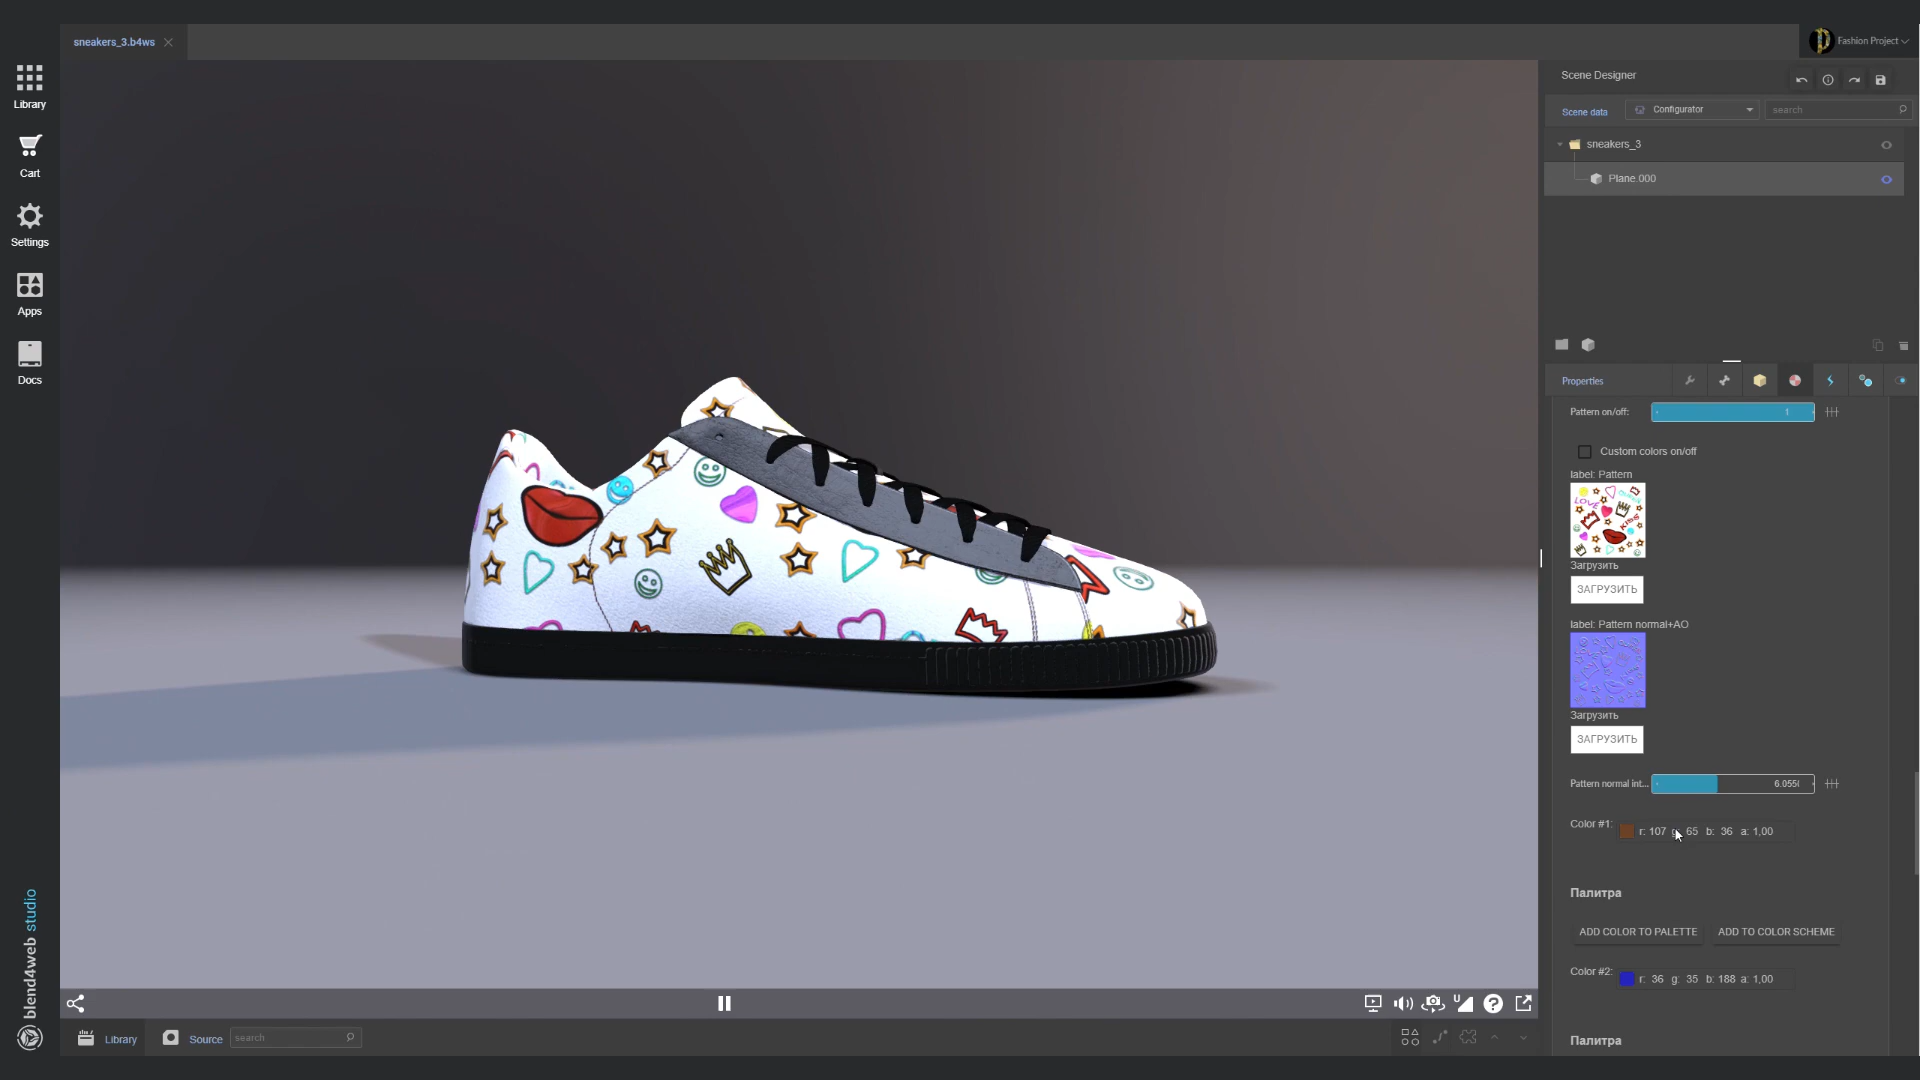 sneakers_3.b4ws
Fashion Project
Library
Cart
Settings
Apps
Docs
blend4web studio
Scene Designer
Scene data
Configurator
search
sneakers_3
Plane.000
Properties
Pattern on/off:
1
Custom colors on/off
label: Pattern
LOVE
KISS
Загрузить
ЗАГРУЗИТЬ
label: Pattern normal+AO
Загрузить
ЗАГРУЗИТЬ
Pattern normal int...
6.055
Color #1:
r: 107 g: 65 b: 36 a: 1,00
Палитра
ADD COLOR TO PALETTE
ADD TO COLOR SCHEME
Color #2:
r: 36 g: 35 b: 188 a: 1,00
Палитра
Library
Source
search